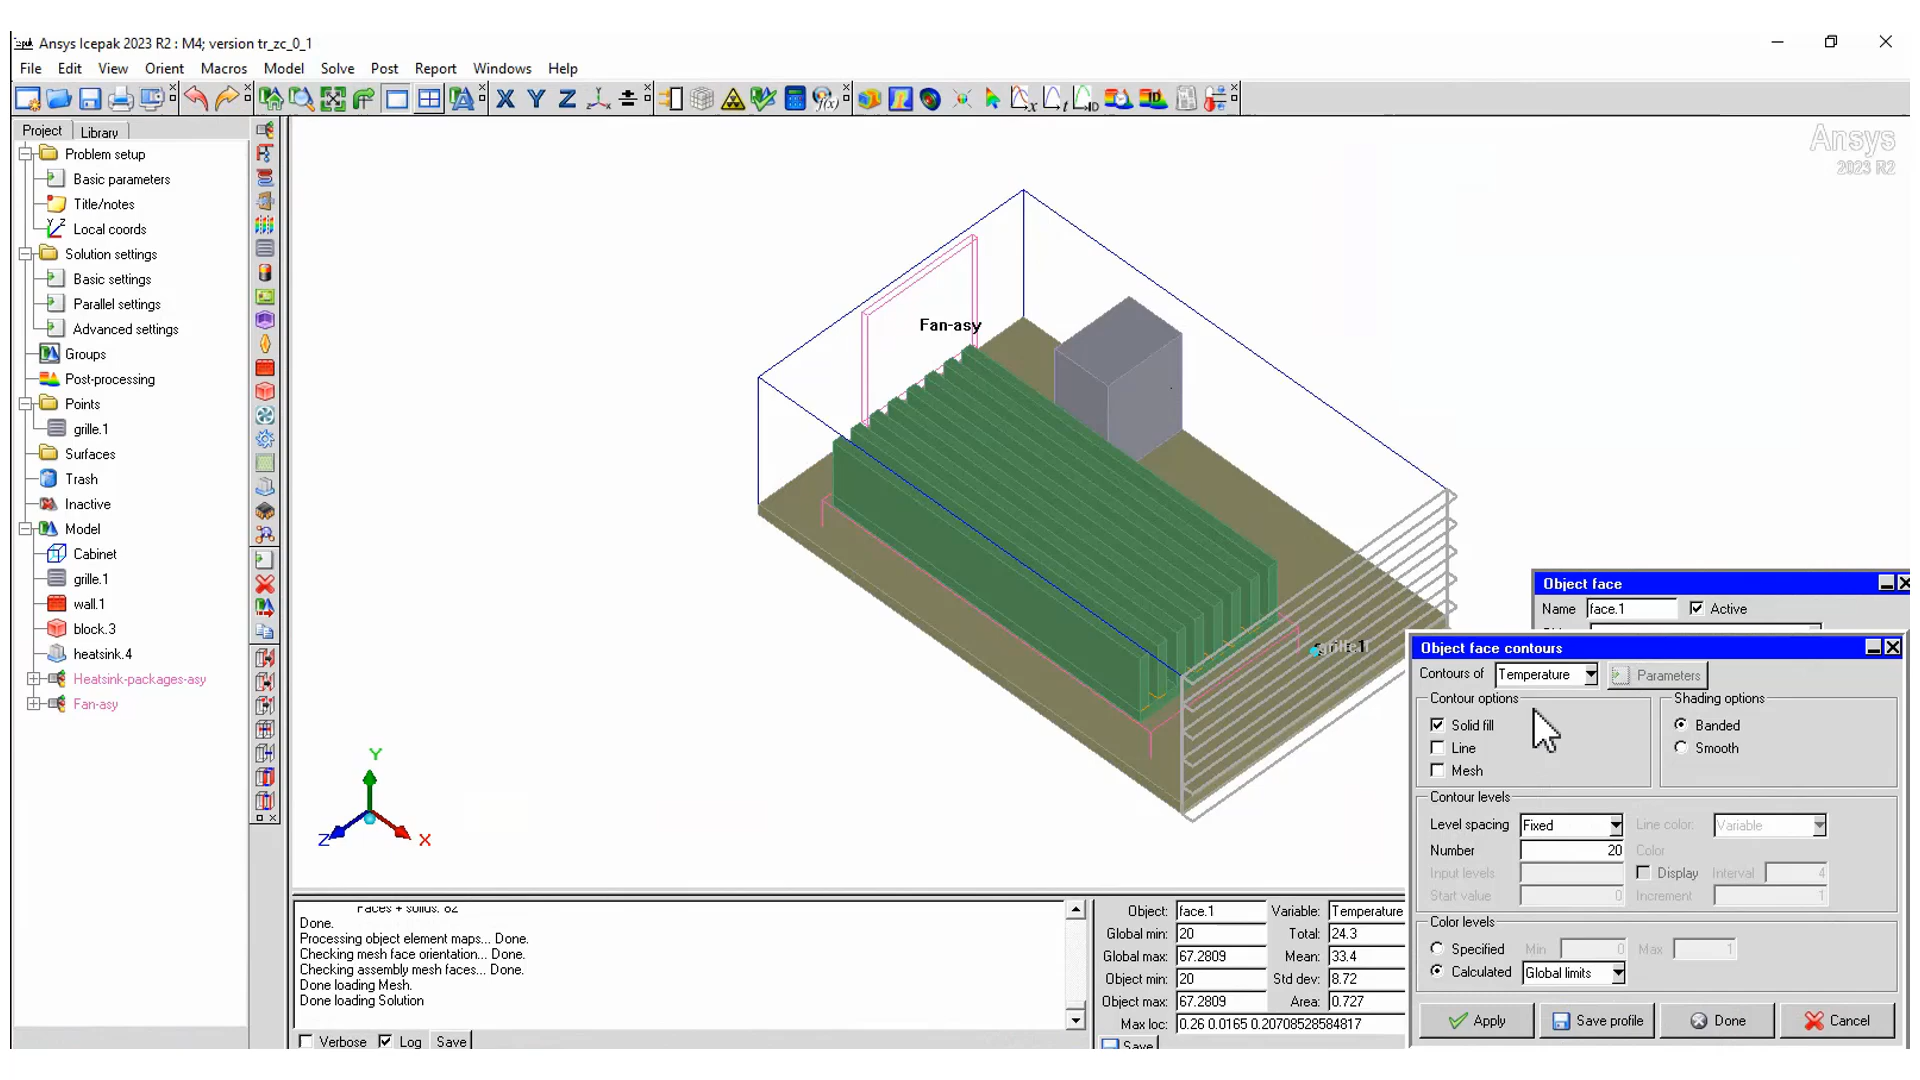 Ansys Icepak 2023 R2 : M4; version tr_zc_0_1
File Edit View Orient Macros Model Solve Post Report Windows Help
X Y Z
Project Library
Problem setup
Basic parameters
Title/notes
Local coords
Solution settings
Basic settings
Parallel settings
Advanced settings
Groups
Post-processing
Points
grille.1
Surfaces
Trash
Inactive
Model
Cabinet
grille.1
wall.1
block.3
heatsink.4
Heatsink-packages-asy
Fan-asy
Ansys
2023 R2
Fan-asy
grille.1
Y
Z
X
Object face
Name face.1 Active
Object face contours
Contours of Temperature Parameters
Contour options Shading options
Solid fill Banded
Line Smooth
Mesh
Contour levels
Level spacing Fixed Line color: Variable
Number 20 Color
Input levels Display Interval 4
Start value 0 Increment 1
Color levels
Specified Min 0 Max 1
Calculated Global limits
Apply Save profile Done Cancel
Faces + solids: 82
Done.
Processing object element maps... Done.
Checking mesh face orientation... Done.
Checking assembly mesh faces... Done.
Done loading Mesh.
Done loading Solution
Verbose Log Save
Object: face.1 Variable: Temperature
Global min: 20 Total: 24.3
Global max: 67.2809 Mean: 33.4
Object min: 20 Std dev: 8.72
Object max: 67.2809 Area: 0.727
Max loc: 0.26 0.0165 0.20708528584817
Save